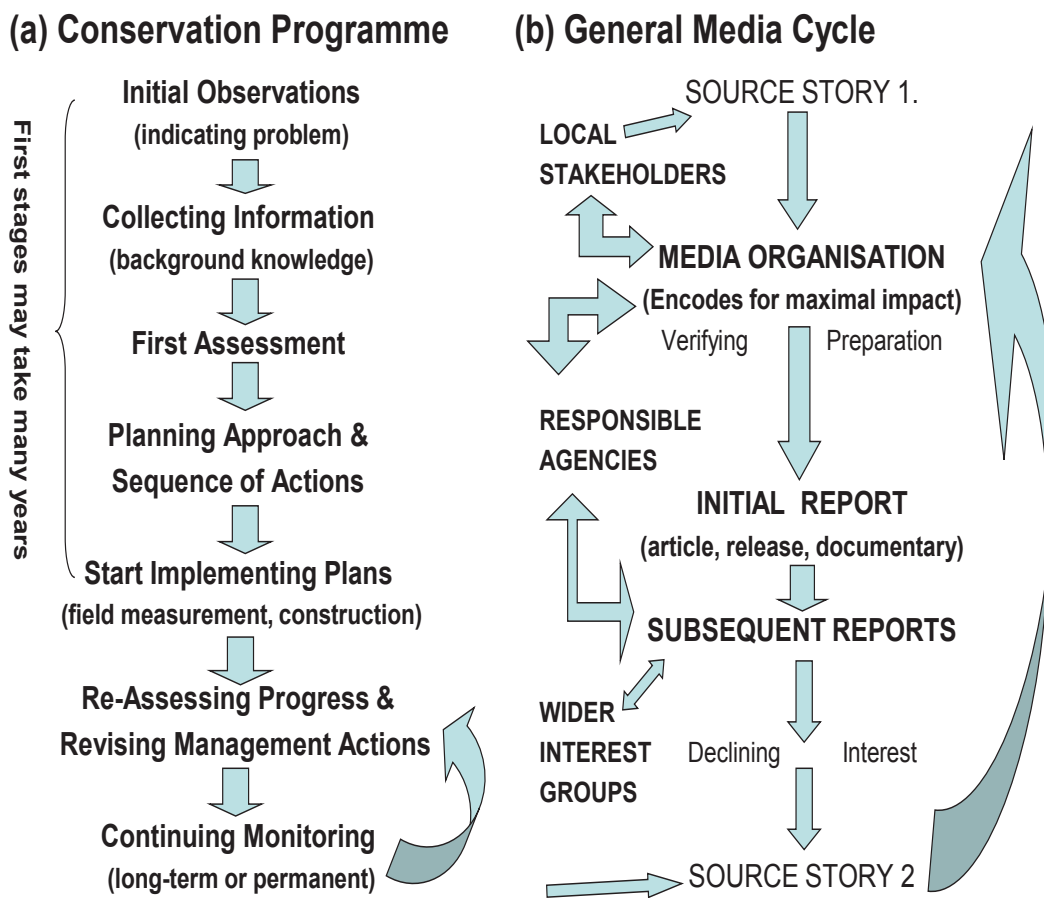 (a) Conservation Programme
First stages may take many years
Initial Observations
(indicating problem)
Collecting Information
(background knowledge)
First Assessment
Planning Approach &
Sequence of Actions
Start Implementing Plans
(field measurement, construction)
Re-Assessing Progress &
Revising Management Actions
Continuing Monitoring
(long-term or permanent)
(b) General Media Cycle
SOURCE STORY 1.
LOCAL
STAKEHOLDERS
MEDIA ORGANISATION
(Encodes for maximal impact)
Verifying Preparation
RESPONSIBLE
AGENCIES
INITIAL REPORT
(article, release, documentary)
SUBSEQUENT REPORTS
WIDER
INTEREST
GROUPS
Declining Interest
SOURCE STORY 2